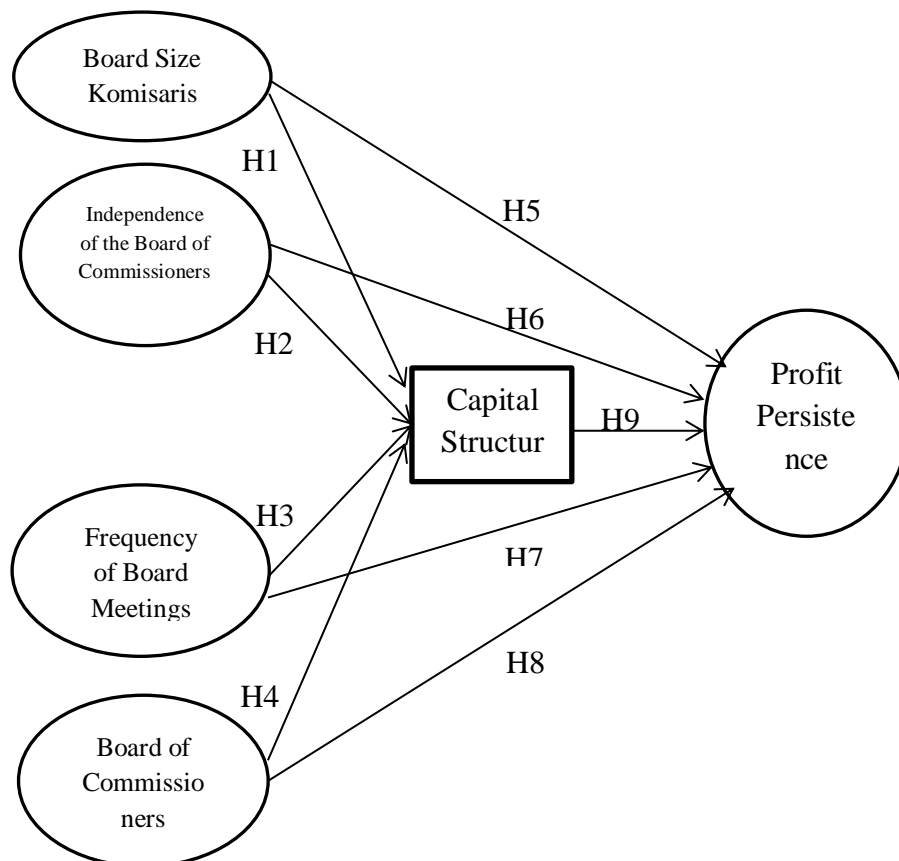 Board Size
Komisaris
H1
H5
Independence
of the Board of
Commissioners
H6
H2
Capital
Structur
H9
Profit
Persiste
nce
H3
Frequency
of Board
Meetings
H7
H8
H4
Board of
Commissio
ners